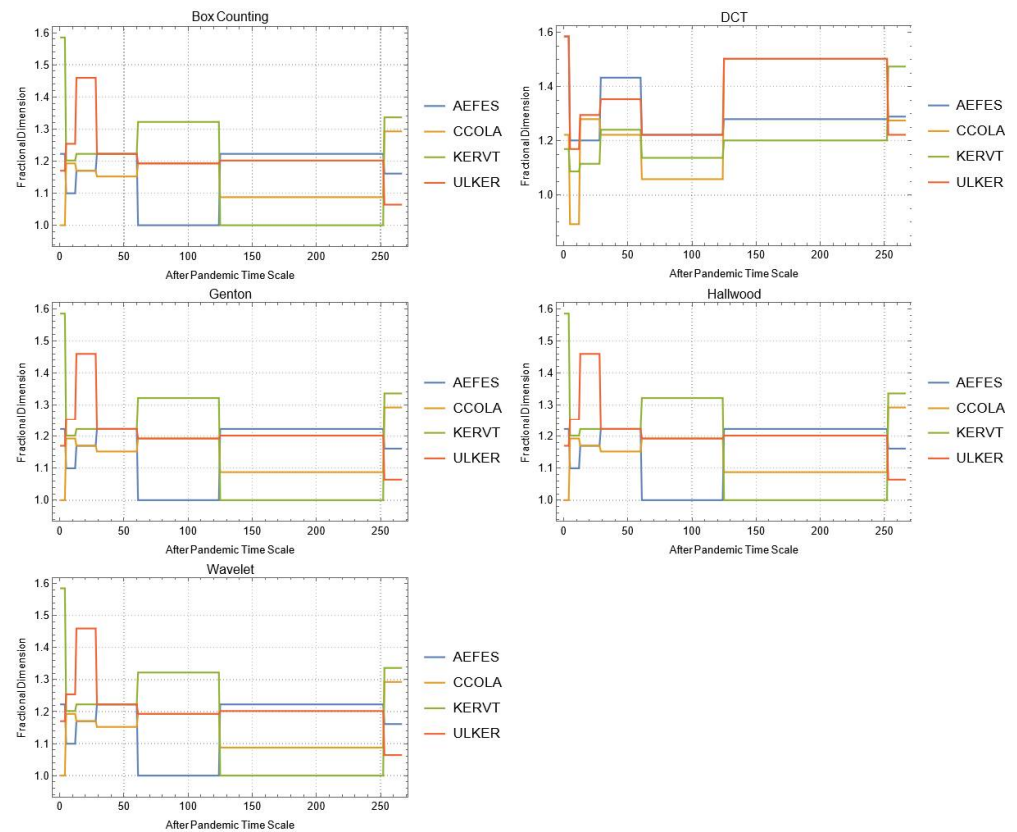 Box Counting
1.6
1.5
1.4
1.3
1.2
1.1
1.0
Fractional Dimension
0 50 100 150 200 250
After Pandemic Time Scale
AEFES
CCOLA
KERVT
ULKER
DCT
1.6
1.4
1.2
1.0
Fractional Dimension
0 50 100 150 200 250
After Pandemic Time Scale
AEFES
CCOLA
KERVT
ULKER
Genton
1.6
1.5
1.4
1.3
1.2
1.1
1.0
Fractional Dimension
0 50 100 150 200 250
After Pandemic Time Scale
AEFES
CCOLA
KERVT
ULKER
Hallwood
1.6
1.5
1.4
1.3
1.2
1.1
1.0
Fractional Dimension
0 50 100 150 200 250
After Pandemic Time Scale
AEFES
CCOLA
KERVT
ULKER
Wavelet
1.6
1.5
1.4
1.3
1.2
1.1
1.0
Fractional Dimension
0 50 100 150 200 250
After Pandemic Time Scale
AEFES
CCOLA
KERVT
ULKER